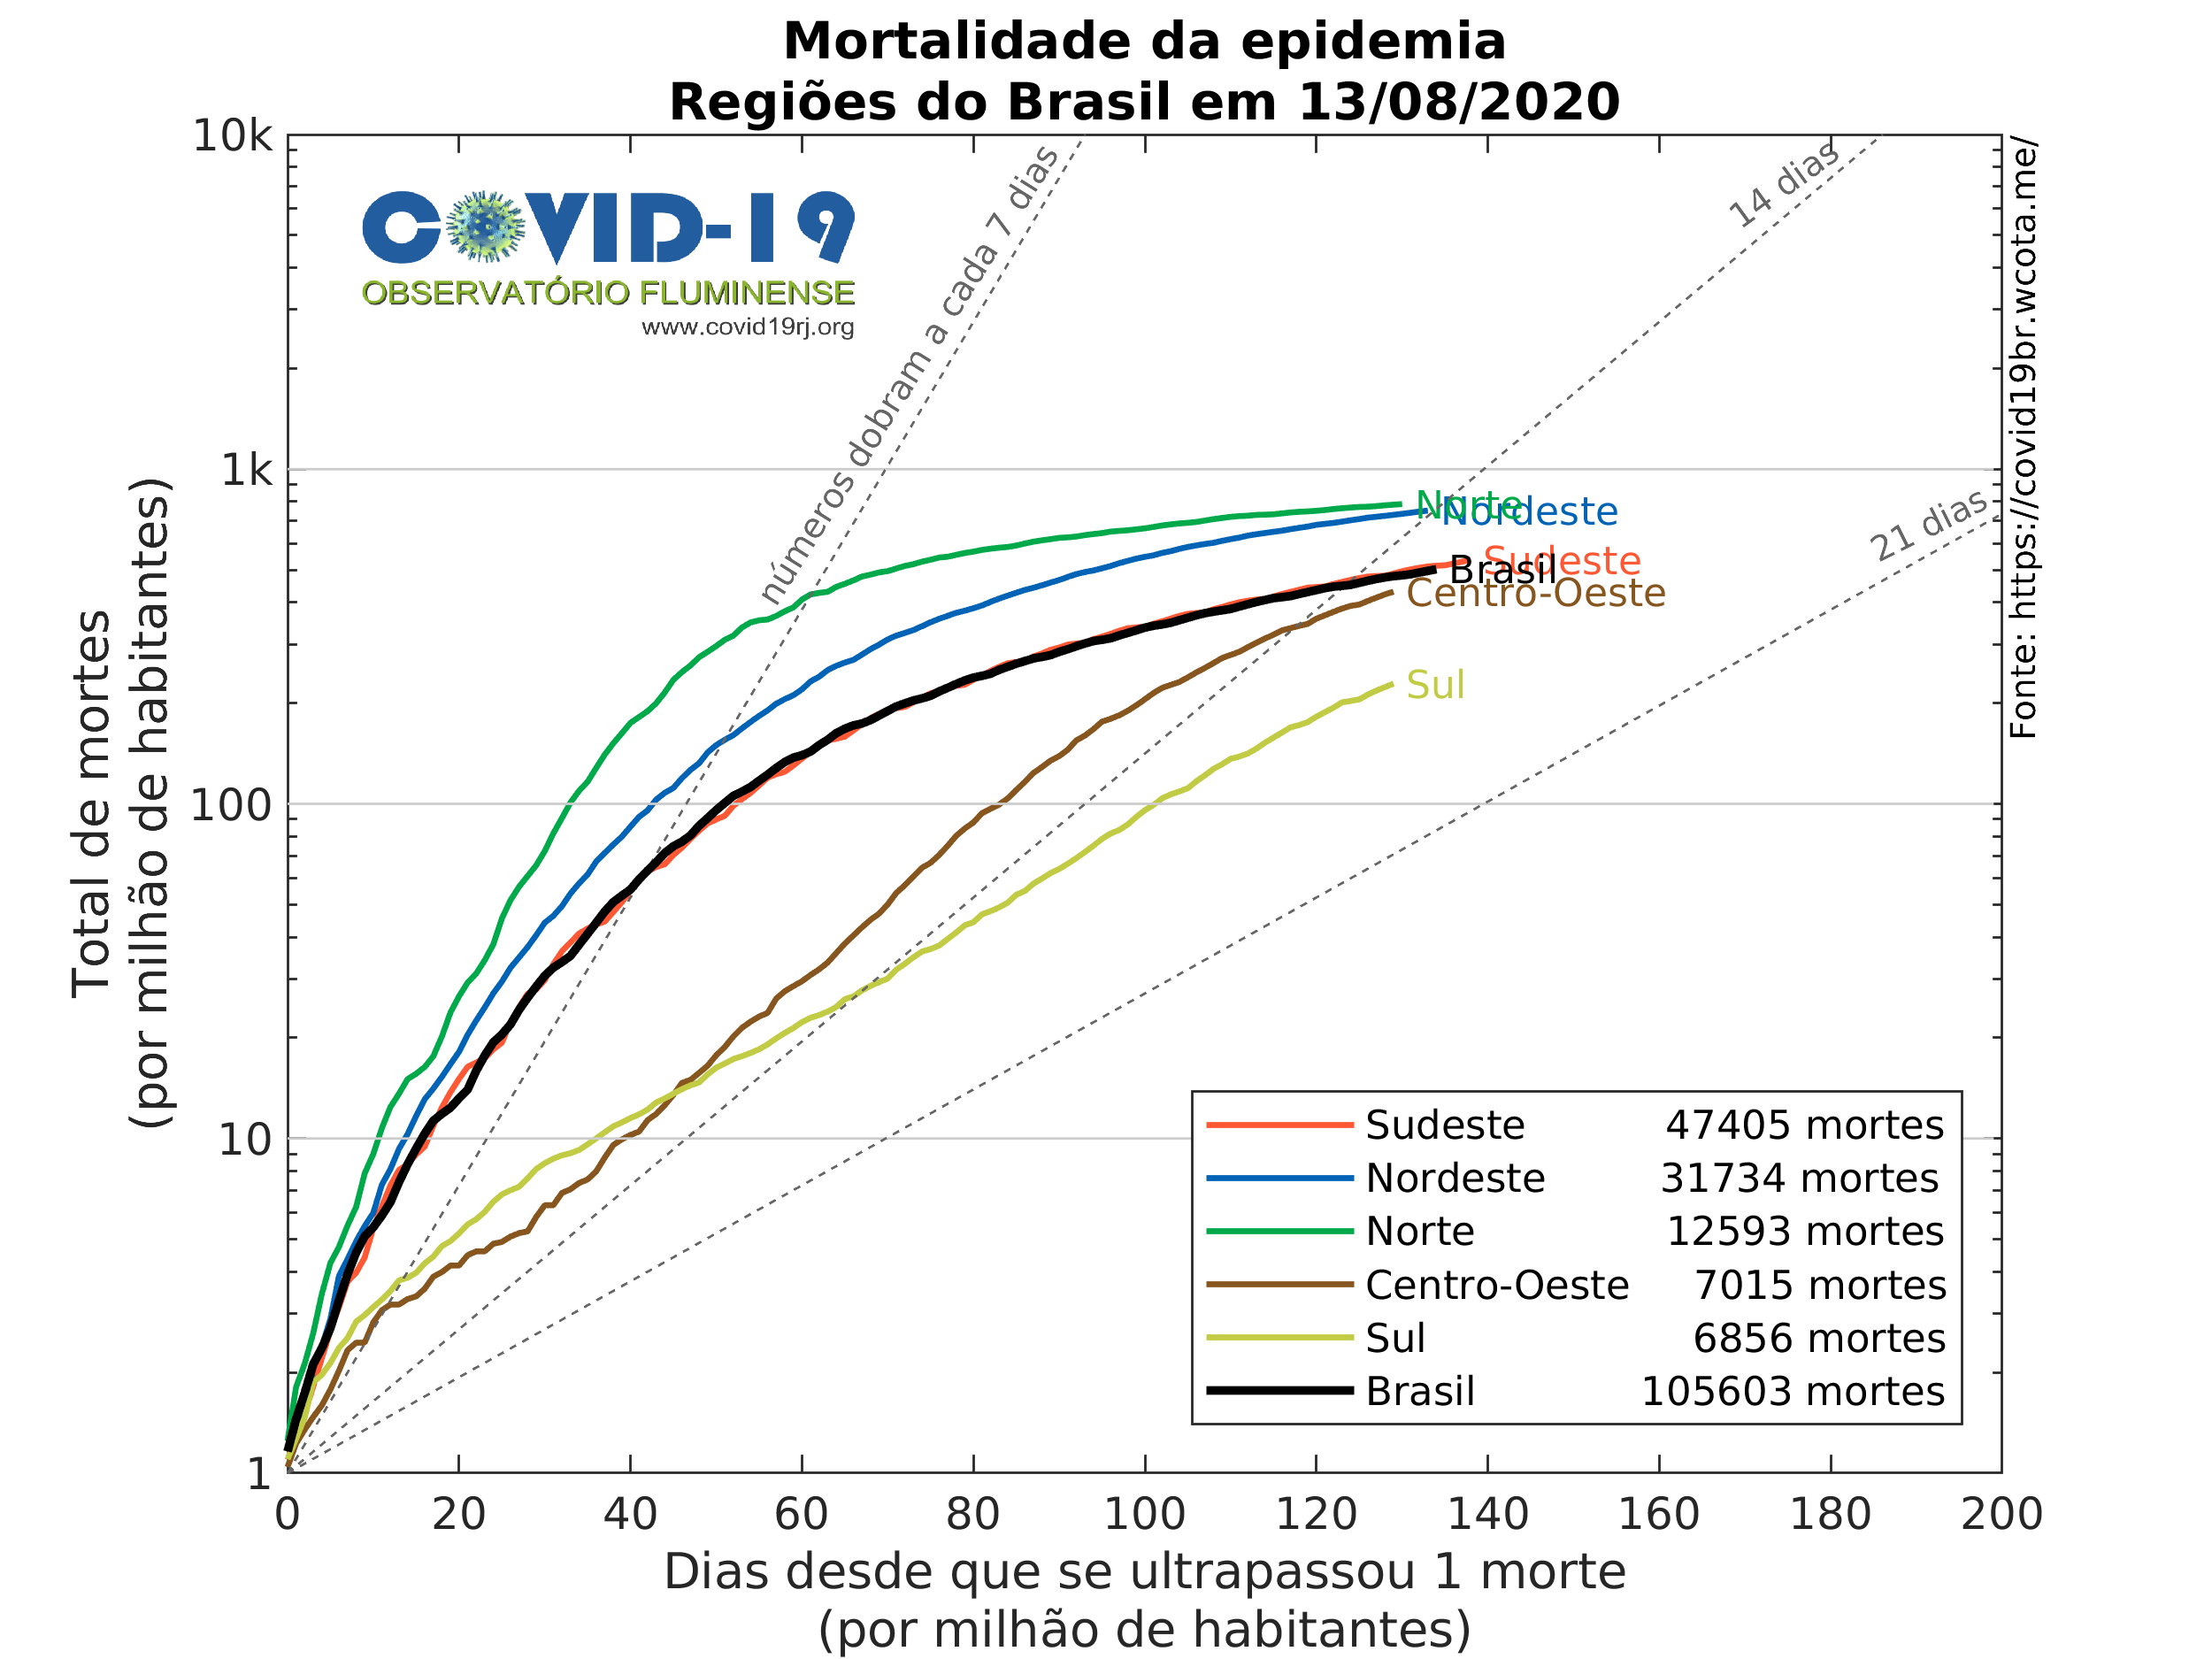 Mortalidade da epidemia
Regiões do Brasil em 13/08/2020
COVID-19
OBSERVATÓRIO FLUMINENSE
www.covid19rj.org
números dobram a cada 7 dias
14 dias
21 dias
Fonte: https://covid19br.wcota.me/
Total de mortes
(por milhão de habitantes)
10k
1k
100
10
1
Norte
Nordeste
Sudeste
Brasil
Centro-Oeste
Sul
Sudeste 47405 mortes
Nordeste 31734 mortes
Norte 12593 mortes
Centro-Oeste 7015 mortes
Sul 6856 mortes
Brasil 105603 mortes
0 20 40 60 80 100 120 140 160 180 200
Dias desde que se ultrapassou 1 morte
(por milhão de habitantes)